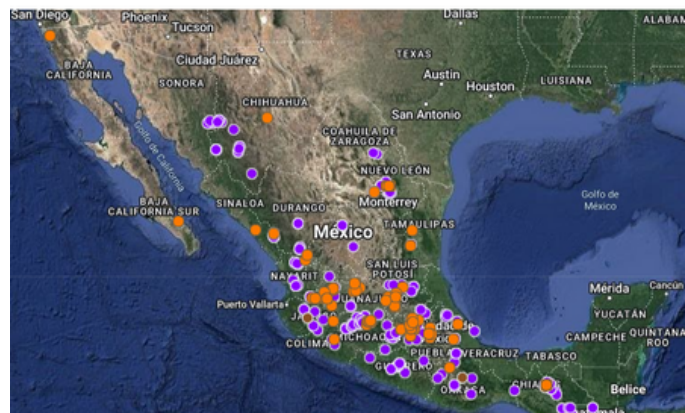 San Diego
Phoenix
Dallas
ALABAM
Tucson
BAJA
CALIFORNIA
Ciudad Juárez
TEXAS
SONORA
Austin
LUISIANA
Houston
CHIHUAHUA
San Antonio
COAHUILA DE
ZARAGOZA
Golfo de California
NUEVO LEÓN
Monterrey
Golfo de
México
BAJA
CALIFORNIA SUR
SINALOA
DURANGO
TAMAULIPAS
México
SAN LUIS
POTOSÍ
NAYARIT
Mérida
Cancún
Puerto Vallarta
YUCATÁN
COLIMA
CAMPECHE
QUINTANA
ROO
PUEBLA
VERACRUZ
TABASCO
OAXACA
Belice